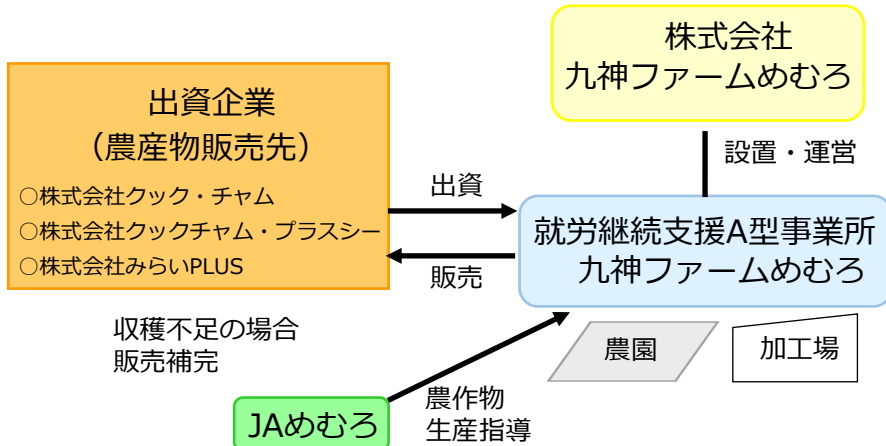 株式会社
九神ファームめむろ
出資企業
（農産物販売先）
○株式会社クック・チャム
○株式会社クックチャム・プラスシー
○株式会社みらいPLUS
設置・運営
出資
販売
就労継続支援A型事業所
九神ファームめむろ
収穫不足の場合
販売補完
農園
加工場
JAめむろ
農作物
生産指導